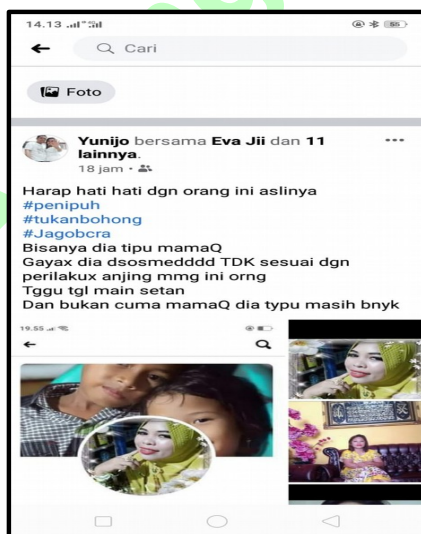 14.13
55
Cari
Foto
Yunijo bersama Eva Jii dan 11
lainnya.
18 jam
Harap hati hati dgn orang ini aslinya
#penipuh
#tukanbohong
#Jagobcra
Bisanya dia tipu mamaQ
Gayax dia dsosmedddd TDK sesuai dgn
perilakux anjing mmg ini orng
Tggu tgl main setan
Dan bukan cuma mamaQ dia typu masih bnyk
19.55